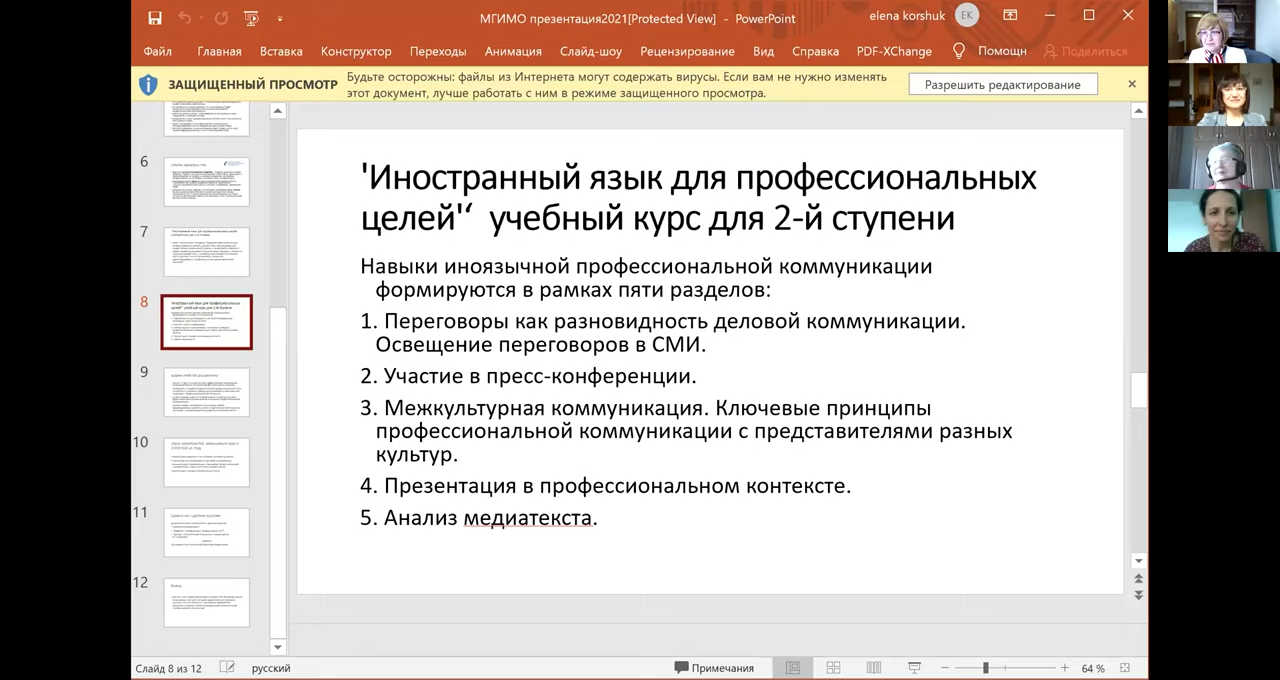 МГИМО презентация2021[Protected View] - PowerPoint
elena korshuk
EK
Файл Главная Вставка Конструктор Переходы Анимация Слайд-шоу Рецензирование Вид Справка PDF-XChange Помощн Поделиться
ЗАЩИЩЕННЫЙ ПРОСМОТР
Будьте осторожны: файлы из Интернета могут содержать вирусы. Если вам не нужно изменять
этот документ, лучше работать с ним в режиме защищенного просмотра.
Разрешить редактирование
6
7
8
9
10
11
12
'Иностранный язык для профессиональных
целей'“ учебный курс для 2-й ступени
Навыки иноязычной профессиональной коммуникации
формируются в рамках пяти разделов:
1. Переговоры как разновидность деловой коммуникации.
Освещение переговоров в СМИ.
2. Участие в пресс-конференции.
3. Межкультурная коммуникация. Ключевые принципы
профессиональной коммуникации с представителями разных
культур.
4. Презентация в профессиональном контексте.
5. Анализ медиатекста.
Слайд 8 из 12
русский
Примечания
64 %